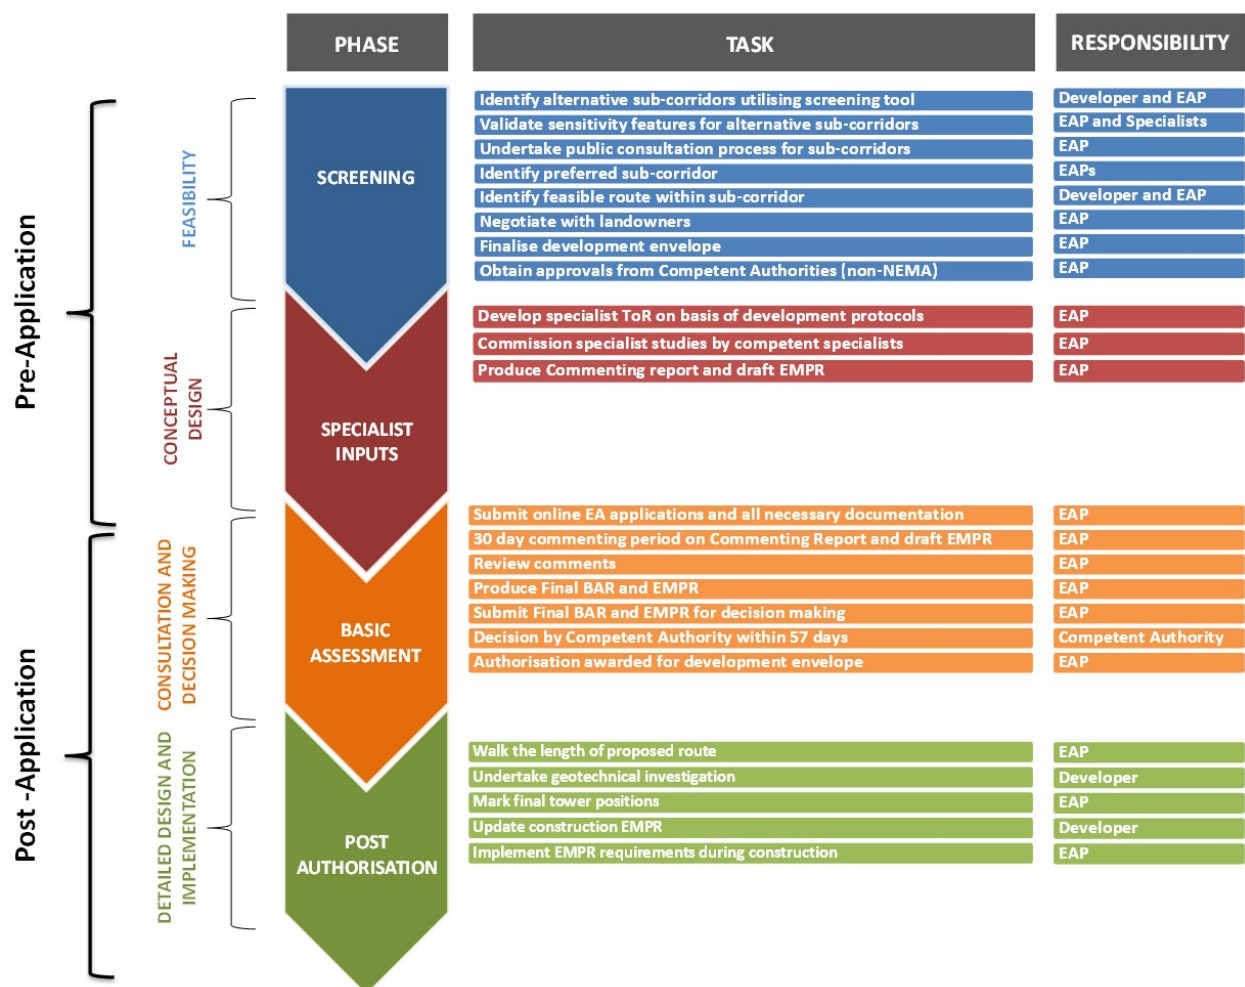 PHASE
TASK
RESPONSIBILITY
Pre-Application
FEASIBILITY
SCREENING
Identify alternative sub-corridors utilising screening tool
Developer and EAP
Validate sensitivity features for alternative sub-corridors
EAP and Specialists
Undertake public consultation process for sub-corridors
EAP
Identify preferred sub-corridor
EAPs
Identify feasible route within sub-corridor
Developer and EAP
Negotiate with landowners
EAP
Finalise development envelope
EAP
Obtain approvals from Competent Authorities (non-NEMA)
EAP
CONCEPTUAL
DESIGN
SPECIALIST
INPUTS
Develop specialist ToR on basis of development protocols
EAP
Commission specialist studies by competent specialists
EAP
Produce Commenting report and draft EMPR
EAP
Post -Application
CONSULTATION AND
DECISION MAKING
BASIC
ASSESSMENT
Submit online EA applications and all necessary documentation
EAP
30 day commenting period on Commenting Report and draft EMPR
EAP
Review comments
EAP
Produce Final BAR and EMPR
EAP
Submit Final BAR and EMPR for decision making
EAP
Decision by Competent Authority within 57 days
Competent Authority
Authorisation awarded for development envelope
EAP
DETAILED DESIGN AND
IMPLEMENTATION
POST
AUTHORISATION
Walk the length of proposed route
EAP
Undertake geotechnical investigation
Developer
Mark final tower positions
EAP
Update construction EMPR
Developer
Implement EMPR requirements during construction
EAP